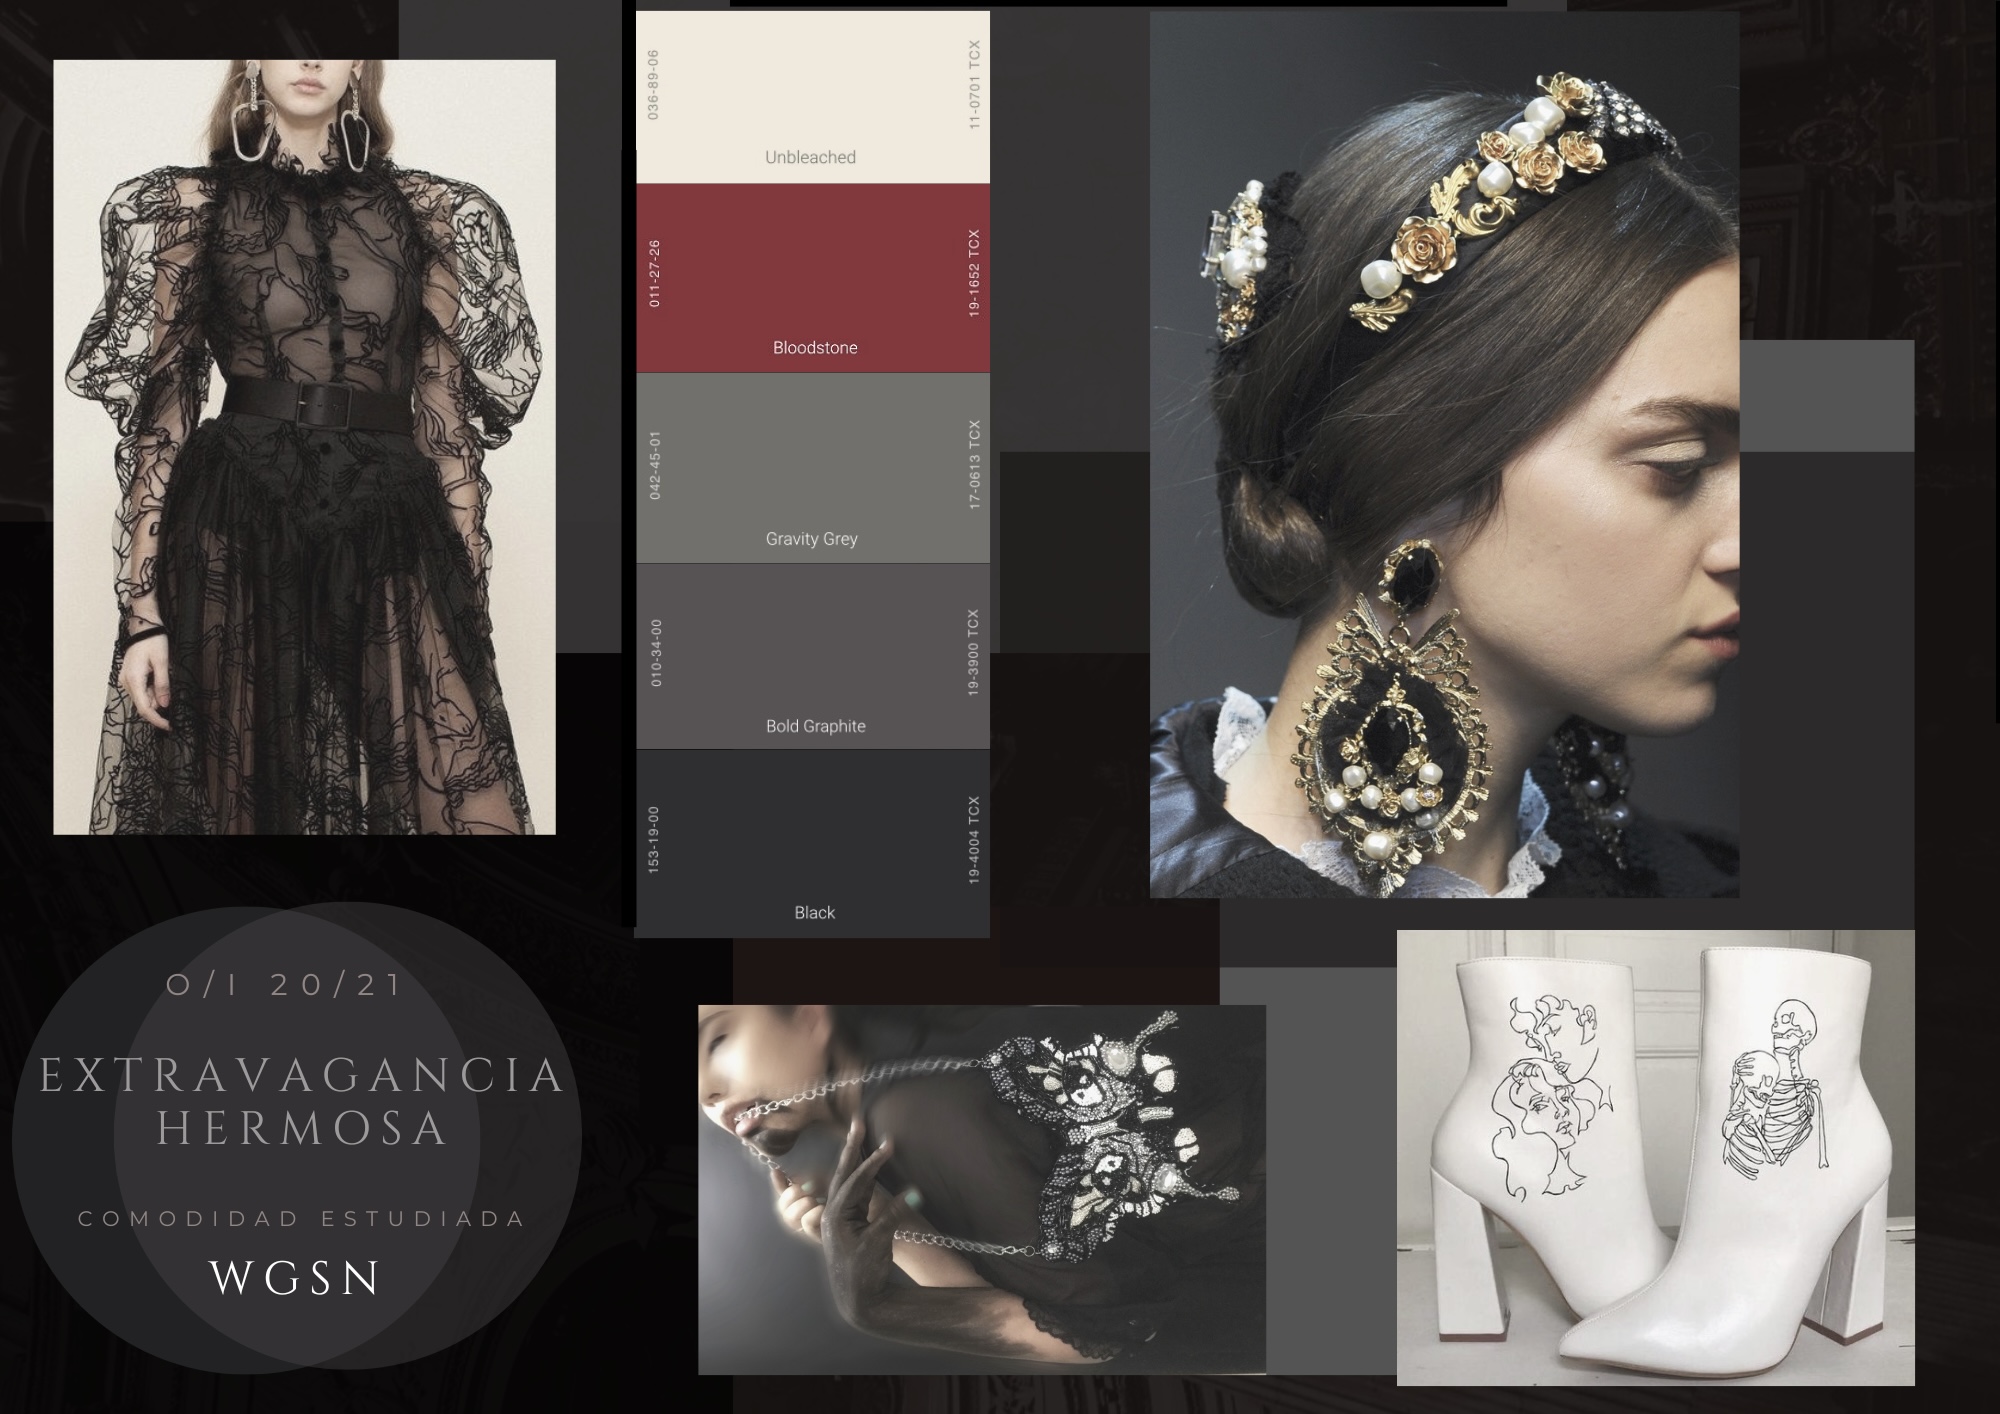 036-89-06
11-0701 TCX
Unbleached
011-27-26
19-1652 TCX
Bloodstone
042-45-01
17-0613 TCX
Gravity Grey
010-34-00
19-3900 TCX
Bold Graphite
153-19-00
19-4004 TCX
Black
O/I 20/21
EXTRAVAGANCIA
HERMOSA
COMODIDAD ESTUDIADA
WGSN